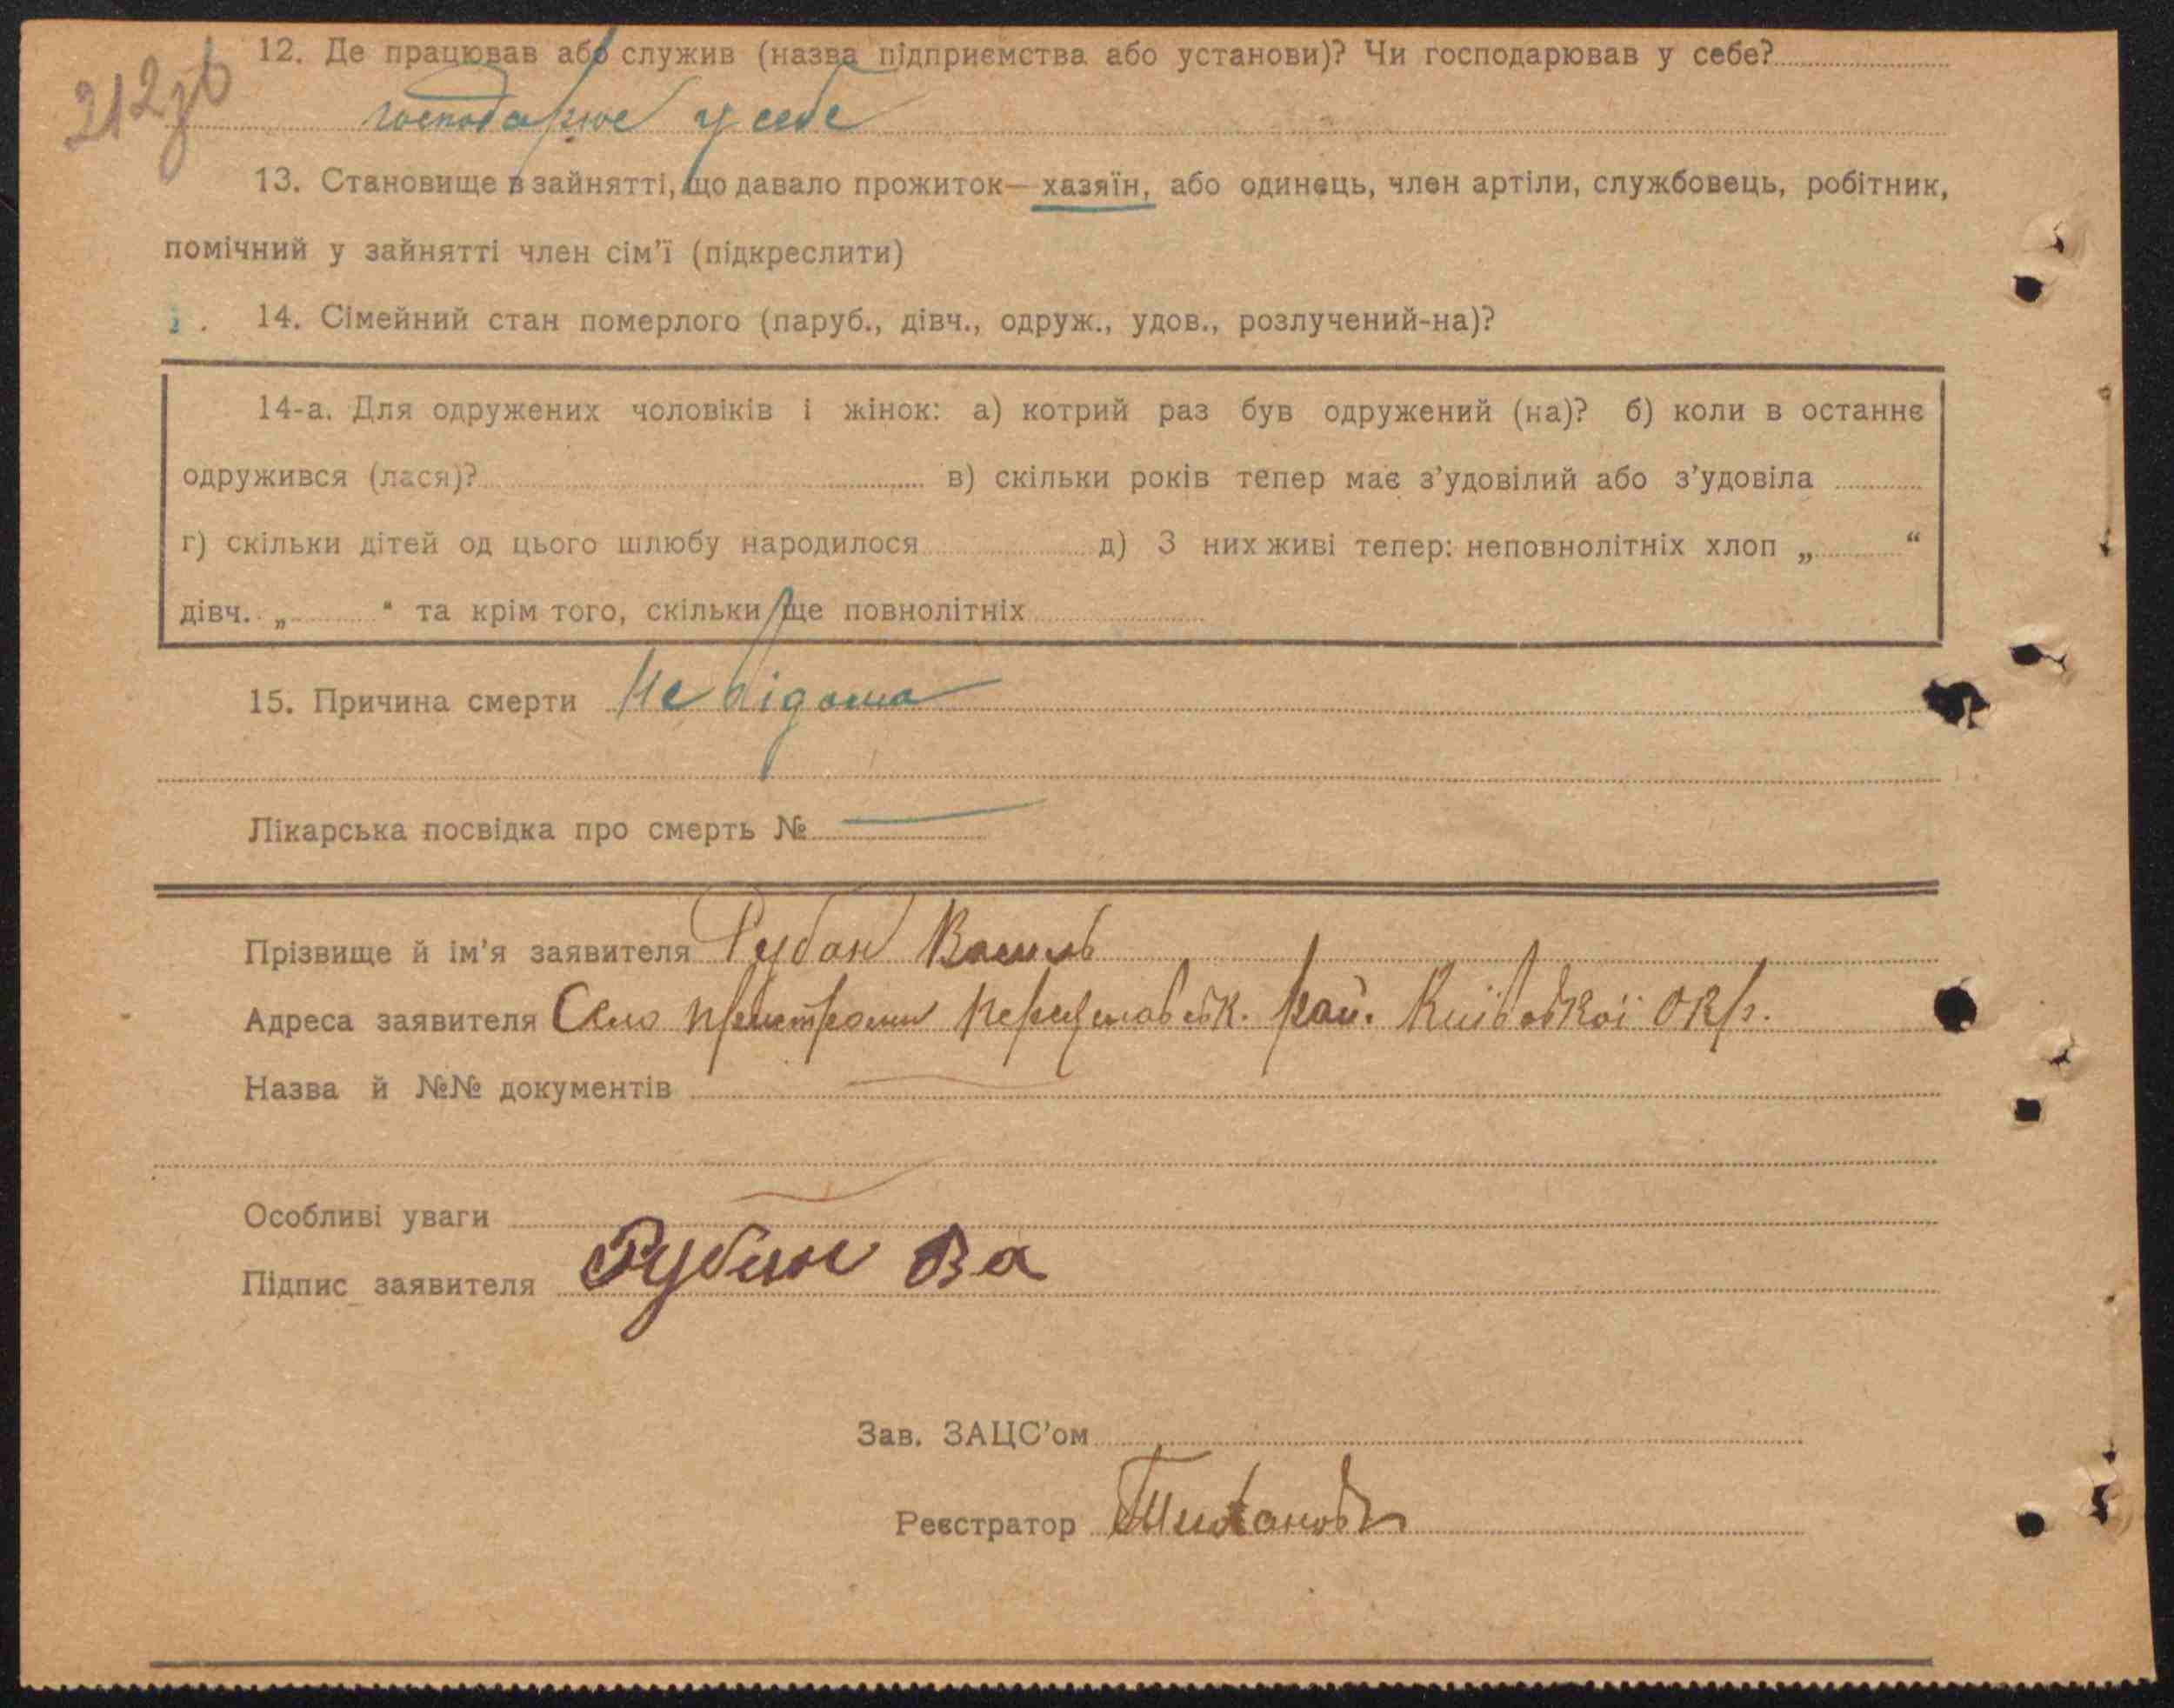 212зв
12. Де працював або служив (назва підприємства або установи)? Чи господарював у себе?
господарює у себе
13. Становище в зайнятті, що давало прожиток— хазяїн, або одинець, член артіли, службовець, робітник,
помічний у зайнятті член сім’ї (підкреслити)
14. Сімейний стан померлого (паруб., дівч., одруж., удов., розлучений-на)?
14-а. Для одружених чоловіків і жінок: а) котрий раз був одружений (на)? б) коли в останнє
одружився (лася)? в) скільки років тепер має з’удовілий або з’удовіла
г) скільки дітей од цього шлюбу народилося д) З них живі тепер: неповнолітніх хлоп „ “
дівч. „ “ та крім того, скільки ще повнолітніх
15. Причина смерти Не відома
Лікарська посвідка про смерть № —
Прізвище й ім’я заявителя Рубан Василь
Адреса заявителя Село рай. Київської окр.
Назва й №№ документів
Особливі уваги
Підпис заявителя Рубан Ва
Зав. ЗАЦС’ом
Реєстратор